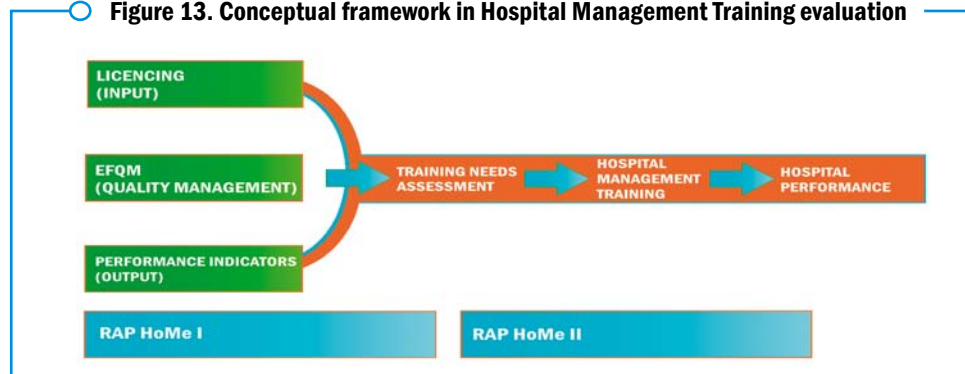 Figure 13. Conceptual framework in Hospital Management Training evaluation
LICENCING
(INPUT)
EFQM
(QUALITY MANAGEMENT)
PERFORMANCE INDICATORS
(OUTPUT)
TRAINING NEEDS
ASSESSMENT
HOSPITAL
MANAGEMENT
TRAINING
HOSPITAL
PERFORMANCE
RAP HoMe I
RAP HoMe II